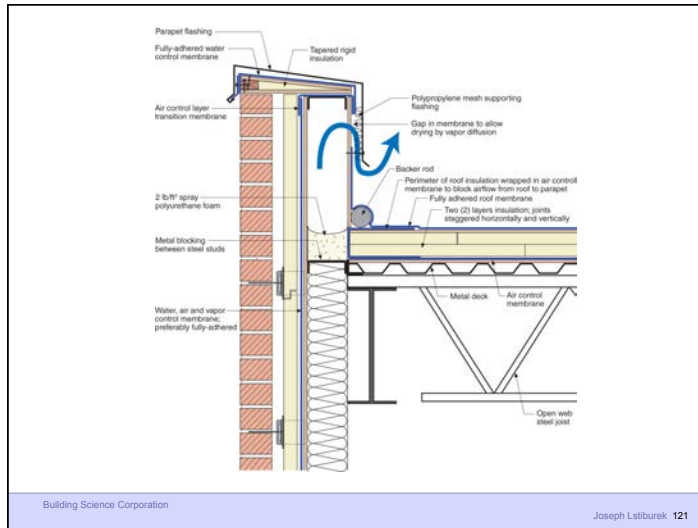 Parapet flashing
Fully-adhered water
control membrane
Tapered rigid
insulation
Polypropylene mesh supporting
flashing
Air control layer
transition membrane
Gap in membrane to allow
drying by vapor diffusion
Backer rod
Perimeter of roof insulation wrapped in air control
membrane to block airflow from roof to parapet
Fully adhered roof membrane
2 lb/ft³ spray
polyurethane foam
Two (2) layers insulation; joints
staggered horizontally and vertically
Metal blocking
between steel studs
Metal deck
Air control
membrane
Water, air and vapor
control membrane;
preferably fully-adhered
Open web
steel joist
Building Science Corporation
Joseph Lstiburek 121